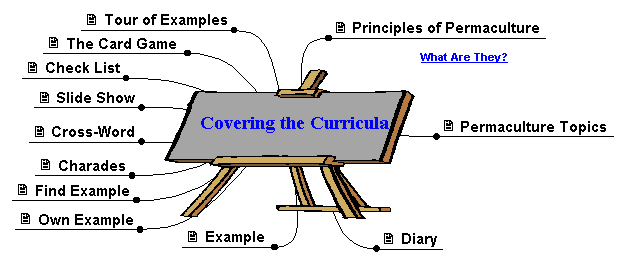 Tour of Examples
Principles of Permaculture
The Card Game
What Are They?
Check List
Slide Show
Covering the Curricula
Permaculture Topics
Cross-Word
Charades
Find Example
Own Example
Example
Diary